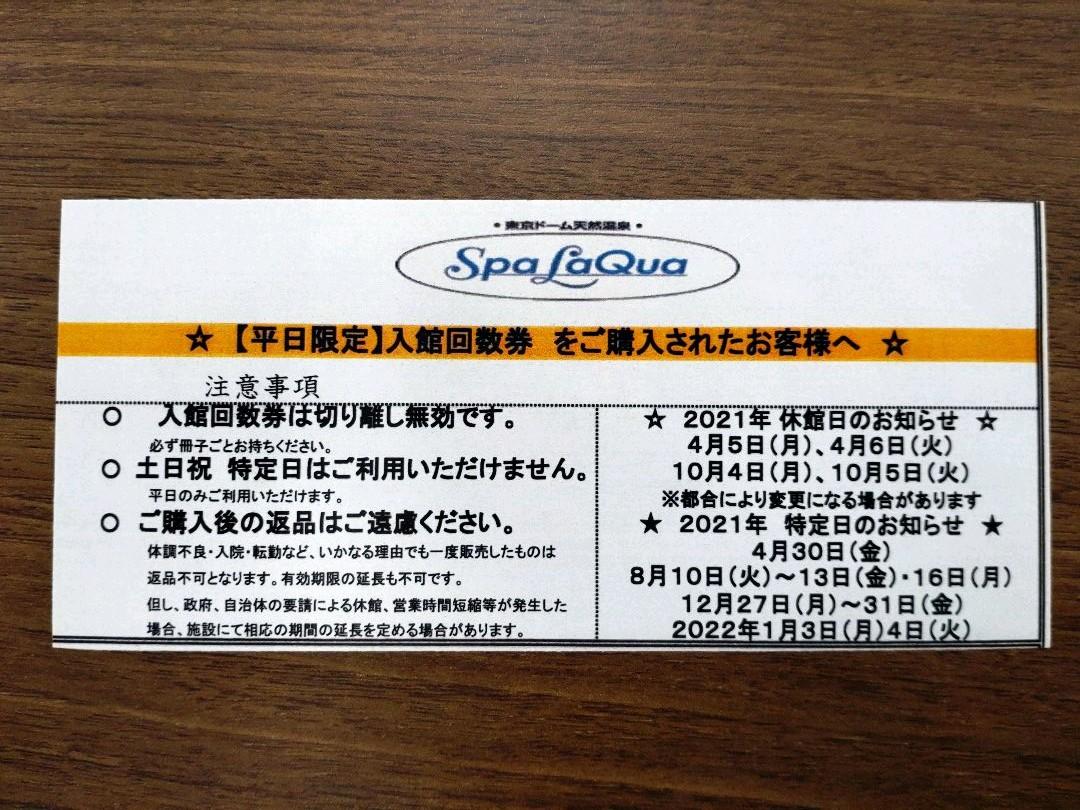 ・東京ドーム天然温泉・
Spa LaQua
☆ 【平日限定】入館回数券 をご購入されたお客様へ ☆
注意事項
○ 入館回数券は切り離し無効です。
必ず冊子ごとお持ちください。
○ 土日祝 特定日はご利用いただけません。
平日のみご利用いただけます。
○ ご購入後の返品はご遠慮ください。
体調不良・入院・転勤など、いかなる理由でも一度販売したものは
返品不可となります。有効期限の延長も不可です。
但し、政府、自治体の要請による休館、営業時間短縮等が発生した
場合、施設にて相応の期間の延長を定める場合があります。
☆ 2021年 休館日のお知らせ ☆
4月5日(月)、4月6日(火)
10月4日(月)、10月5日(火)
※都合により変更になる場合があります
★ 2021年 特定日のお知らせ ★
4月30日(金)
8月10日(火)～13日(金)・16日(月)
12月27日(月)～31日(金)
2022年1月3日(月)4日(火)